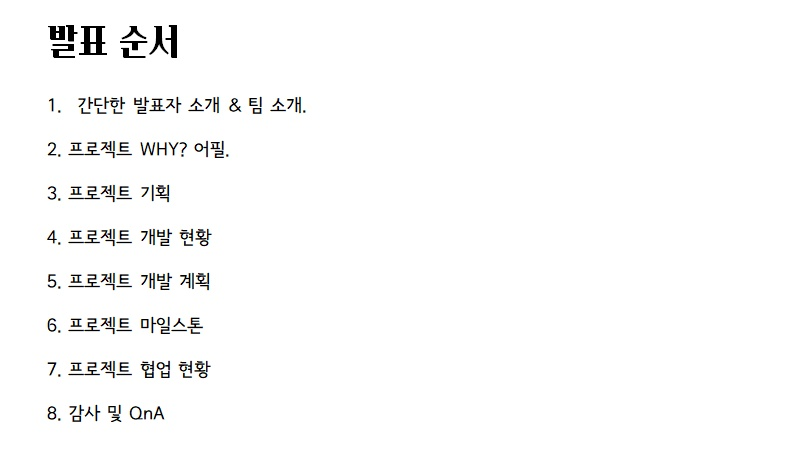 발표 순서
1. 간단한 발표자 소개 & 팀 소개.
2. 프로젝트 WHY? 어필.
3. 프로젝트 기획
4. 프로젝트 개발 현황
5. 프로젝트 개발 계획
6. 프로젝트 마일스톤
7. 프로젝트 협업 현황
8. 감사 및 QnA